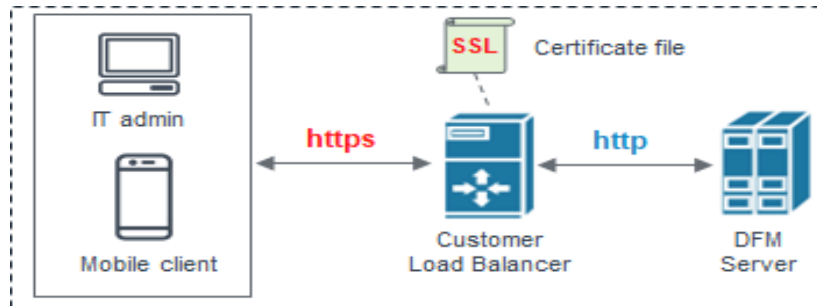 SSL
Certificate file
IT admin
https
http
Mobile client
Customer
Load Balancer
DFM
Server